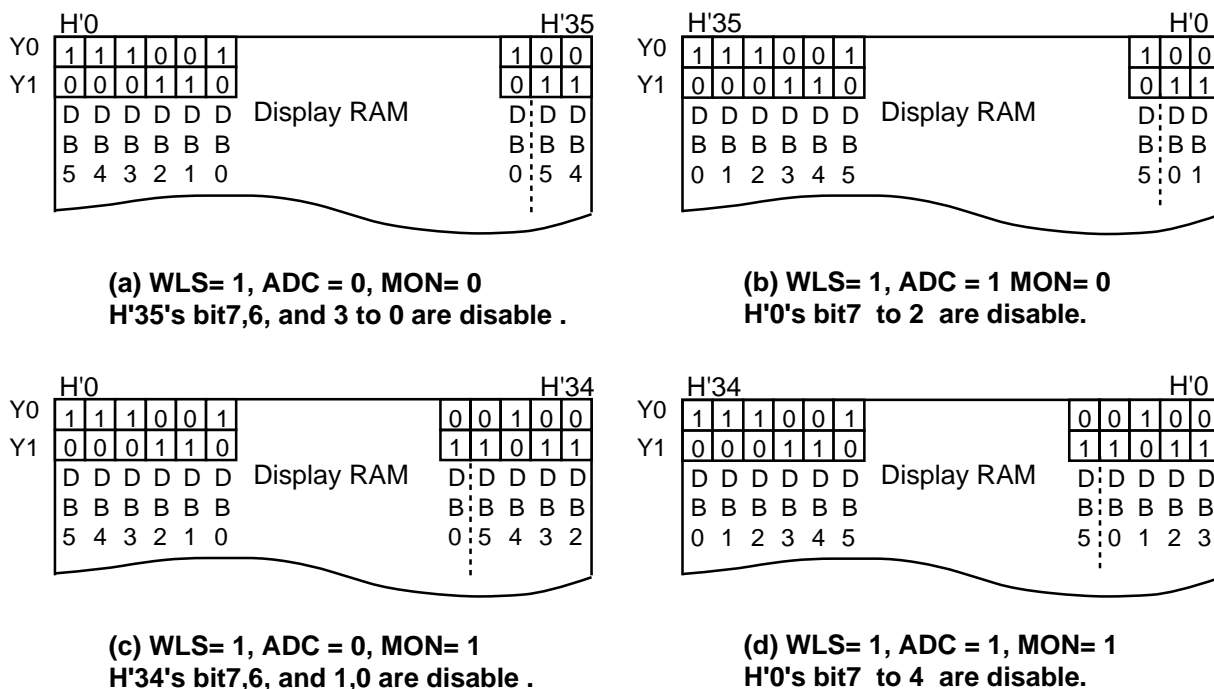 H'0 H'35
Y0 1 1 1 0 0 1 1 0 0
Y1 0 0 0 1 1 0 0 1 1
D D D D D D Display RAM D D D
B B B B B B B B B
5 4 3 2 1 0 0 5 4
(a) WLS= 1, ADC = 0, MON= 0
H'35's bit7,6, and 3 to 0 are disable .
H'35 H'0
Y0 1 1 1 0 0 1 1 0 0
Y1 0 0 0 1 1 0 0 1 1
D D D D D D Display RAM D D D
B B B B B B B B B
0 1 2 3 4 5 5 0 1
(b) WLS= 1, ADC = 1 MON= 0
H'0's bit7 to 2 are disable.
H'0 H'34
Y0 1 1 1 0 0 1 0 0 1 0 0
Y1 0 0 0 1 1 0 1 1 0 1 1
D D D D D D Display RAM D D D D D
B B B B B B B B B B B
5 4 3 2 1 0 0 5 4 3 2
(c) WLS= 1, ADC = 0, MON= 1
H'34's bit7,6, and 1,0 are disable .
H'34 H'0
Y0 1 1 1 0 0 1 0 0 1 0 0
Y1 0 0 0 1 1 0 1 1 0 1 1
D D D D D D Display RAM D D D D D
B B B B B B B B B B B
0 1 2 3 4 5 5 0 1 2 3
(d) WLS= 1, ADC = 1, MON= 1
H'0's bit7 to 4 are disable.